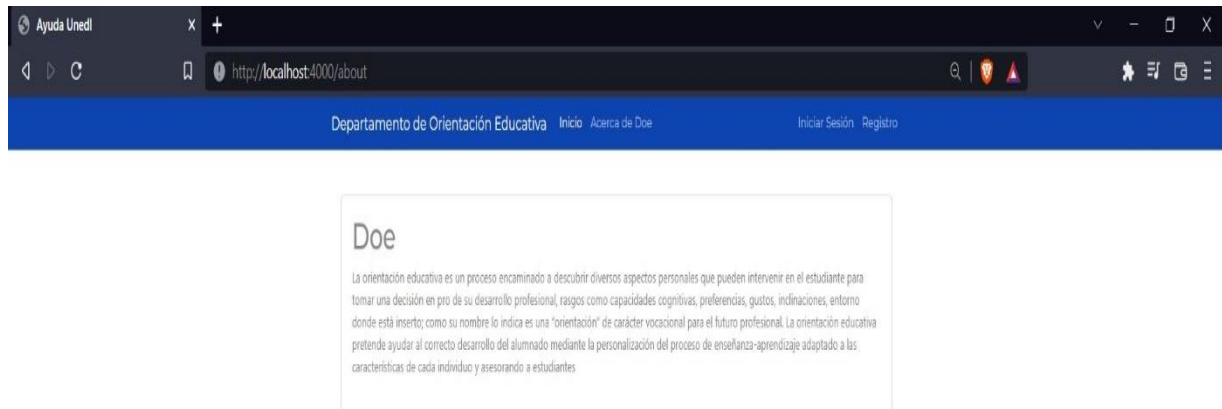 Ayuda Unedl
http://localhost:4000/about
Departamento de Orientación Educativa Inicio Acerca de Doe Iniciar Sesión Registro
Doe
La orientación educativa es un proceso encaminado a descubrir diversos aspectos personales que pueden intervenir en el estudiante para
tomar una decisión en pro de su desarrollo profesional, rasgos como capacidades cognitivas, preferencias, gustos, inclinaciones, entorno
donde está inserto; como su nombre lo indica es una "orientación" de carácter vocacional para el futuro profesional. La orientación educativa
pretende ayudar al correcto desarrollo del alumnado mediante la personalización del proceso de enseñanza-aprendizaje adaptado a las
características de cada individuo y asesorando a estudiantes